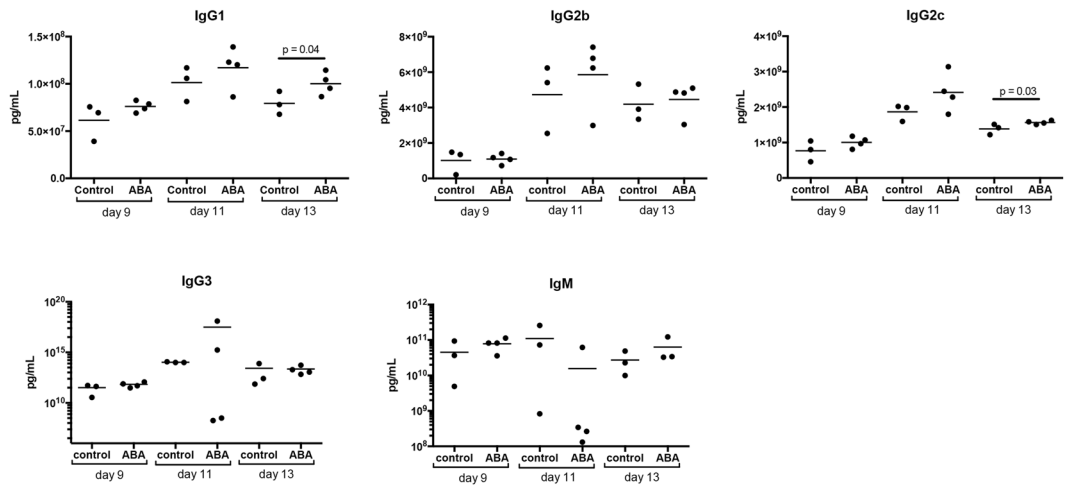 IgG1
pg/mL
1.5×10⁸
1.0×10⁸
5.0×10⁷
0.0
p = 0.04
Control ABA Control ABA Control ABA
day 9 day 11 day 13
IgG2b
pg/mL
8×10⁹
6×10⁹
4×10⁹
2×10⁹
0
control ABA control ABA control ABA
day 9 day 11 day 13
IgG2c
pg/mL
4×10⁹
3×10⁹
2×10⁹
1×10⁹
0
p = 0.03
Control ABA Control ABA Control ABA
day 9 day 11 day 13
IgG3
pg/mL
10²⁰
10¹⁵
10¹⁰
control ABA control ABA control ABA
day 9 day 11 day 13
IgM
pg/mL
10¹²
10¹¹
10¹⁰
10⁹
10⁸
control ABA control ABA control ABA
day 9 day 11 day 13